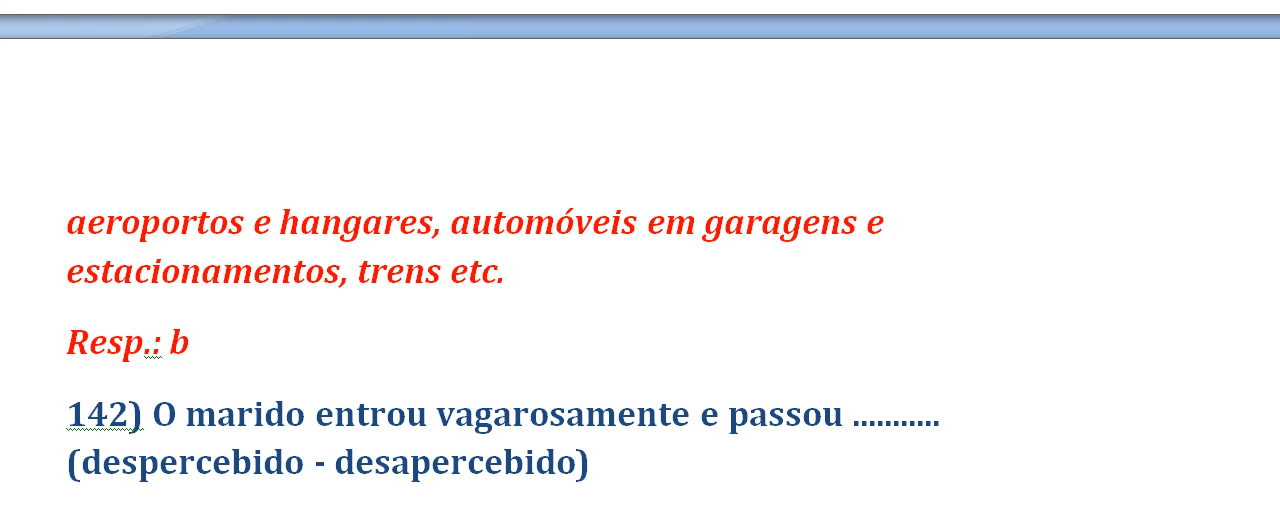 aeroportos e hangares, automóveis em garagens e
estacionamentos, trens etc.
Resp.: b
142) O marido entrou vagarosamente e passou ...........
(despercebido - desapercebido)